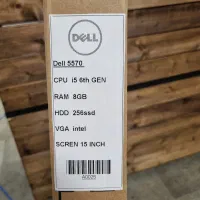 DELL
Dell 5570
CPU i5 6th GEN
RAM 8GB
HDD 256ssd
VGA intel
SCREN 15 INCH